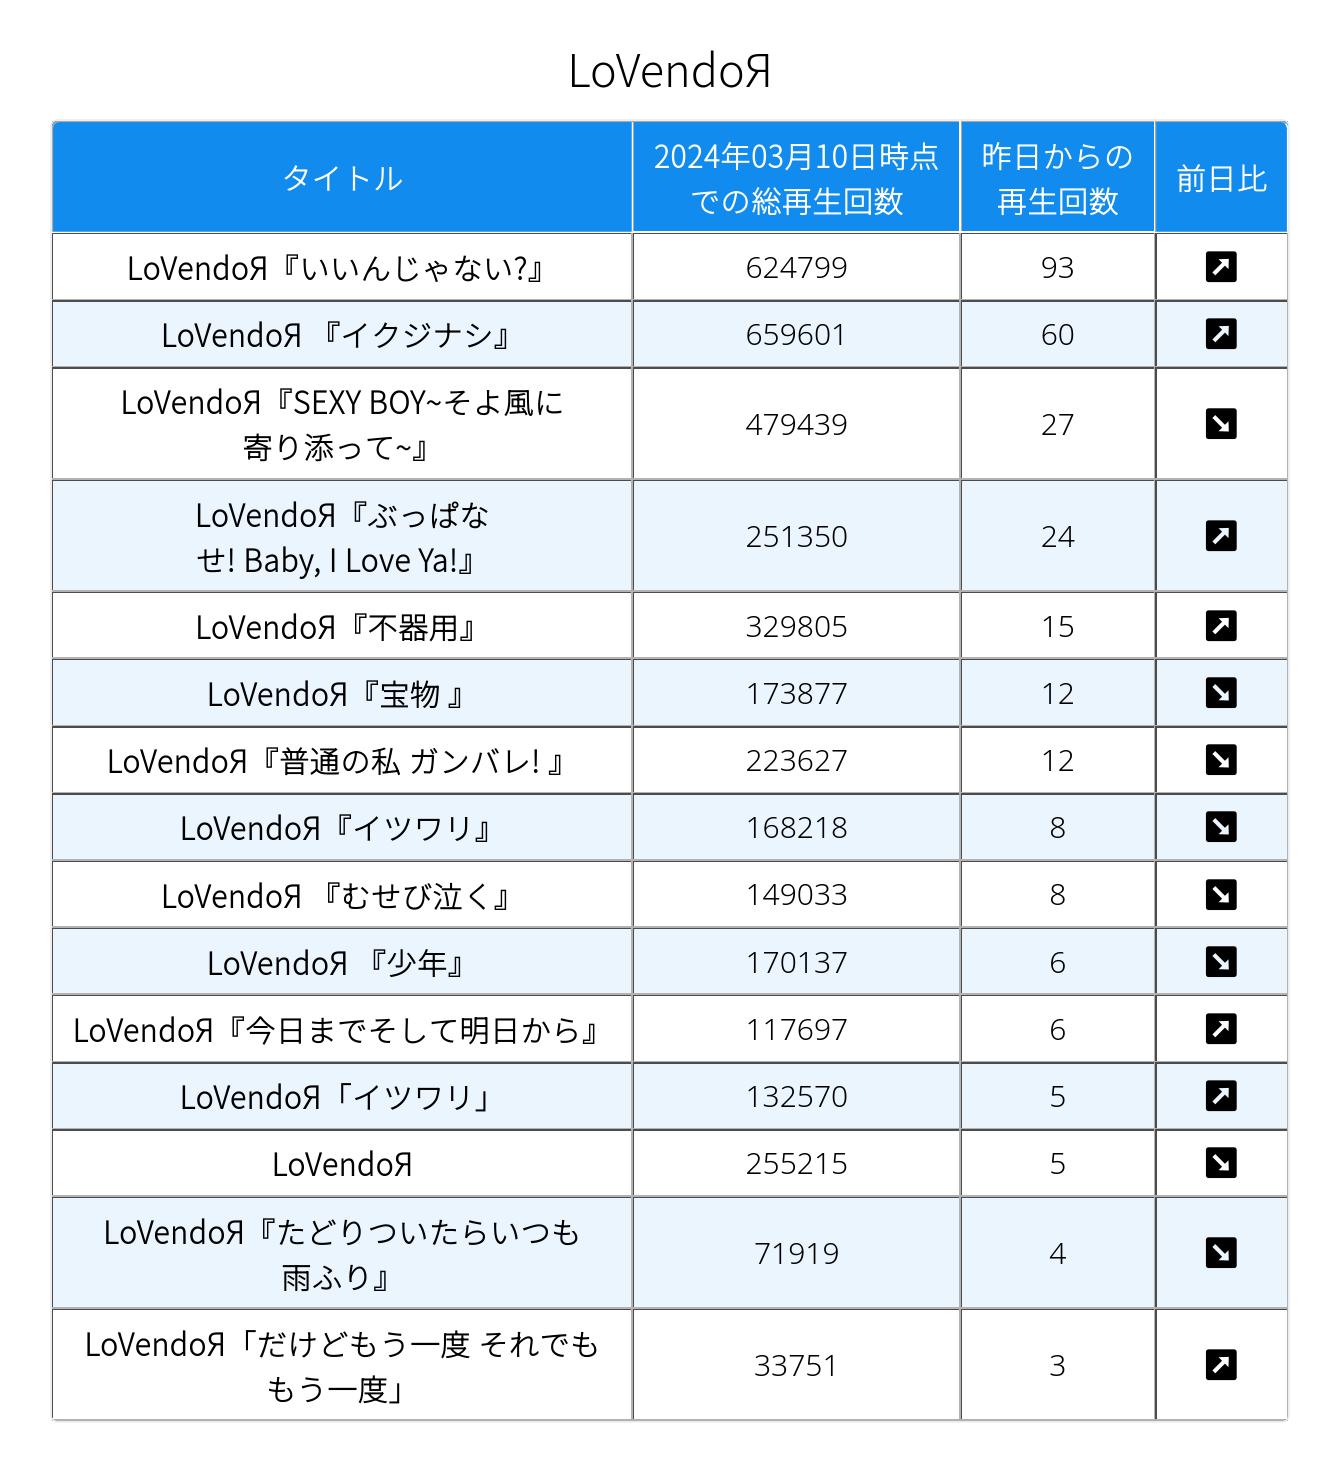 LoVendoЯ
タイトル
2024年03月10日時点
での総再生回数
昨日からの
再生回数
前日比
LoVendoЯ『いいんじゃない?』 624799 93 ↗
LoVendoЯ 『イクジナシ』 659601 60 ↗
LoVendoЯ『SEXY BOY~そよ風に
寄り添って~』 479439 27 ↘
LoVendoЯ『ぶっぱな
せ! Baby, I Love Ya!』 251350 24 ↗
LoVendoЯ『不器用』 329805 15 ↗
LoVendoЯ『宝物 』 173877 12 ↘
LoVendoЯ『普通の私 ガンバレ! 』 223627 12 ↘
LoVendoЯ『イツワリ』 168218 8 ↘
LoVendoЯ 『むせび泣く』 149033 8 ↘
LoVendoЯ 『少年』 170137 6 ↘
LoVendoЯ『今日までそして明日から』 117697 6 ↗
LoVendoЯ「イツワリ」 132570 5 ↗
LoVendoЯ 255215 5 ↘
LoVendoЯ『たどりついたらいつも
雨ふり』 71919 4 ↘
LoVendoЯ「だけどもう一度 それでも
もう一度」 33751 3 ↗